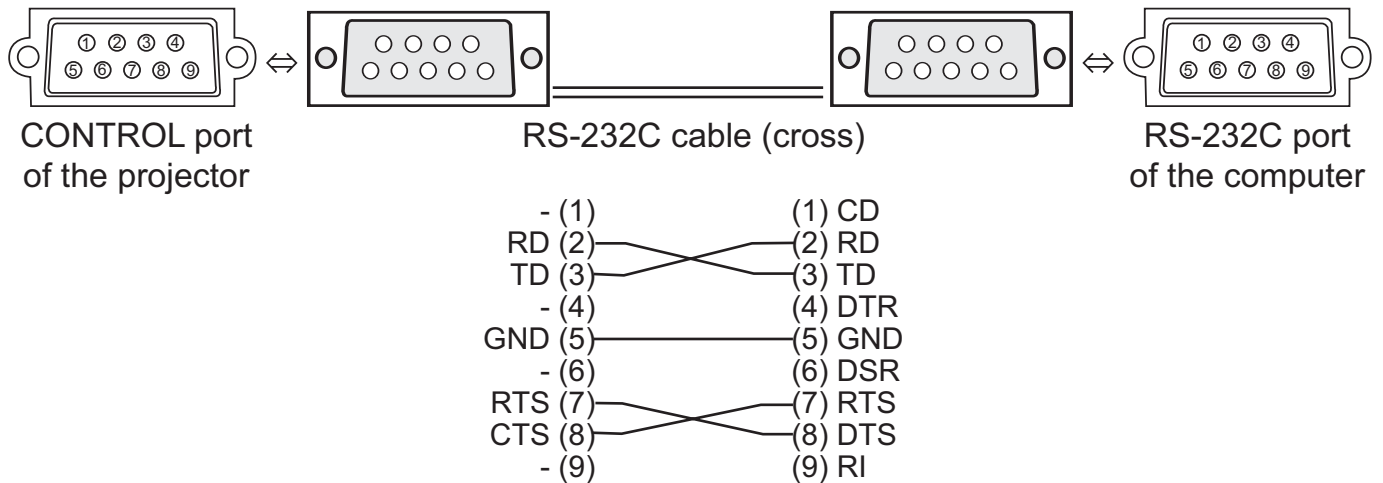 ① ② ③ ④
⑤ ⑥ ⑦ ⑧ ⑨
① ② ③ ④
⑤ ⑥ ⑦ ⑧ ⑨
CONTROL port
of the projector
RS-232C cable (cross)
RS-232C port
of the computer
- (1) (1) CD
RD (2) (2) RD
TD (3) (3) TD
- (4) (4) DTR
GND (5) (5) GND
- (6) (6) DSR
RTS (7) (7) RTS
CTS (8) (8) DTS
- (9) (9) RI